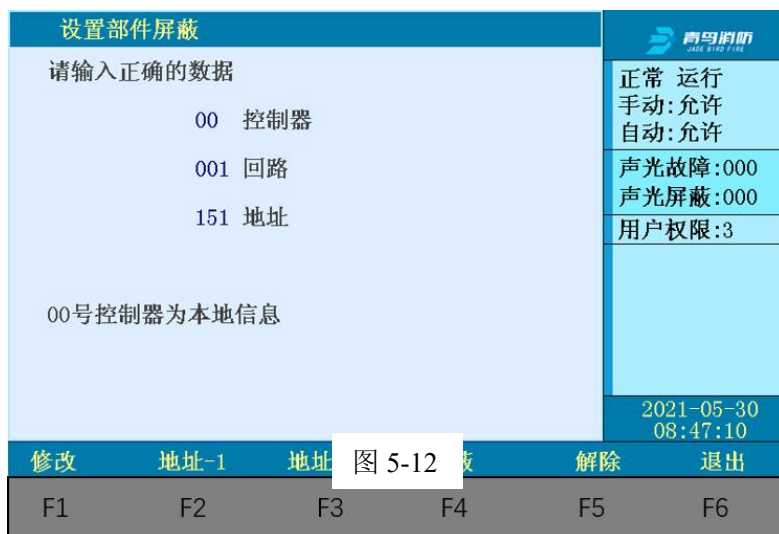 设置部件屏蔽
青鸟消防
JADE BIRD FIRE
请输入正确的数据
00 控制器
001 回路
151 地址
00号控制器为本地信息
正常 运行
手动:允许
自动:允许
声光故障:000
声光屏蔽:000
用户权限:3
2021-05-30
08:47:10
修改 地址-1 地址 解除 退出
图 5-12
F1 F2 F3 F4 F5 F6